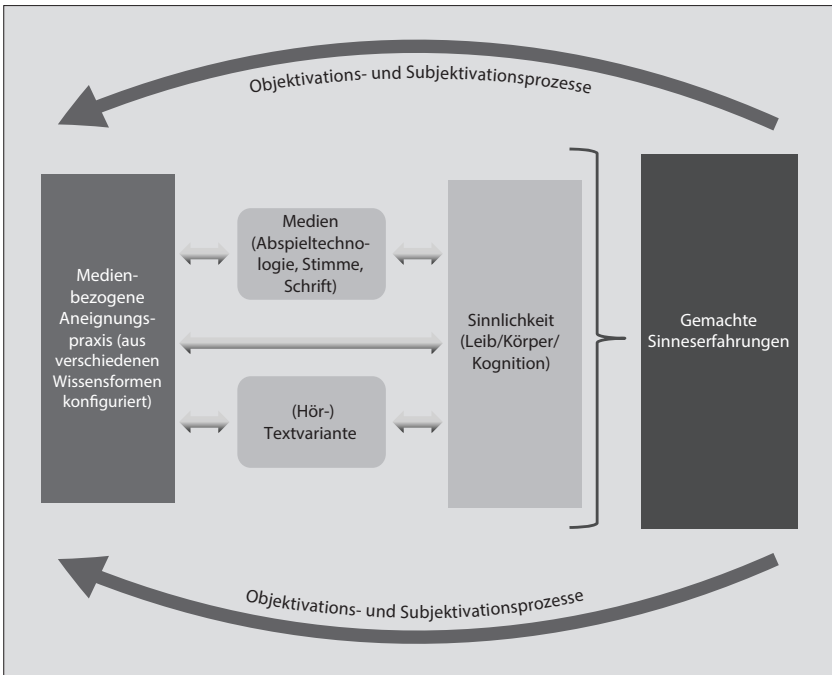 Objektivations- und Subjektivationsprozesse
Medien-
bezogene
Aneignungs-
praxis (aus
verschiedenen
Wissensformen
konfiguriert)
Medien
(Abspieltechno-
logie, Stimme,
Schrift)
(Hör-)
Textvariante
Sinnlichkeit
(Leib/Körper/
Kognition)
Gemachte
Sinneserfahrungen
Objektivations- und Subjektivationsprozesse